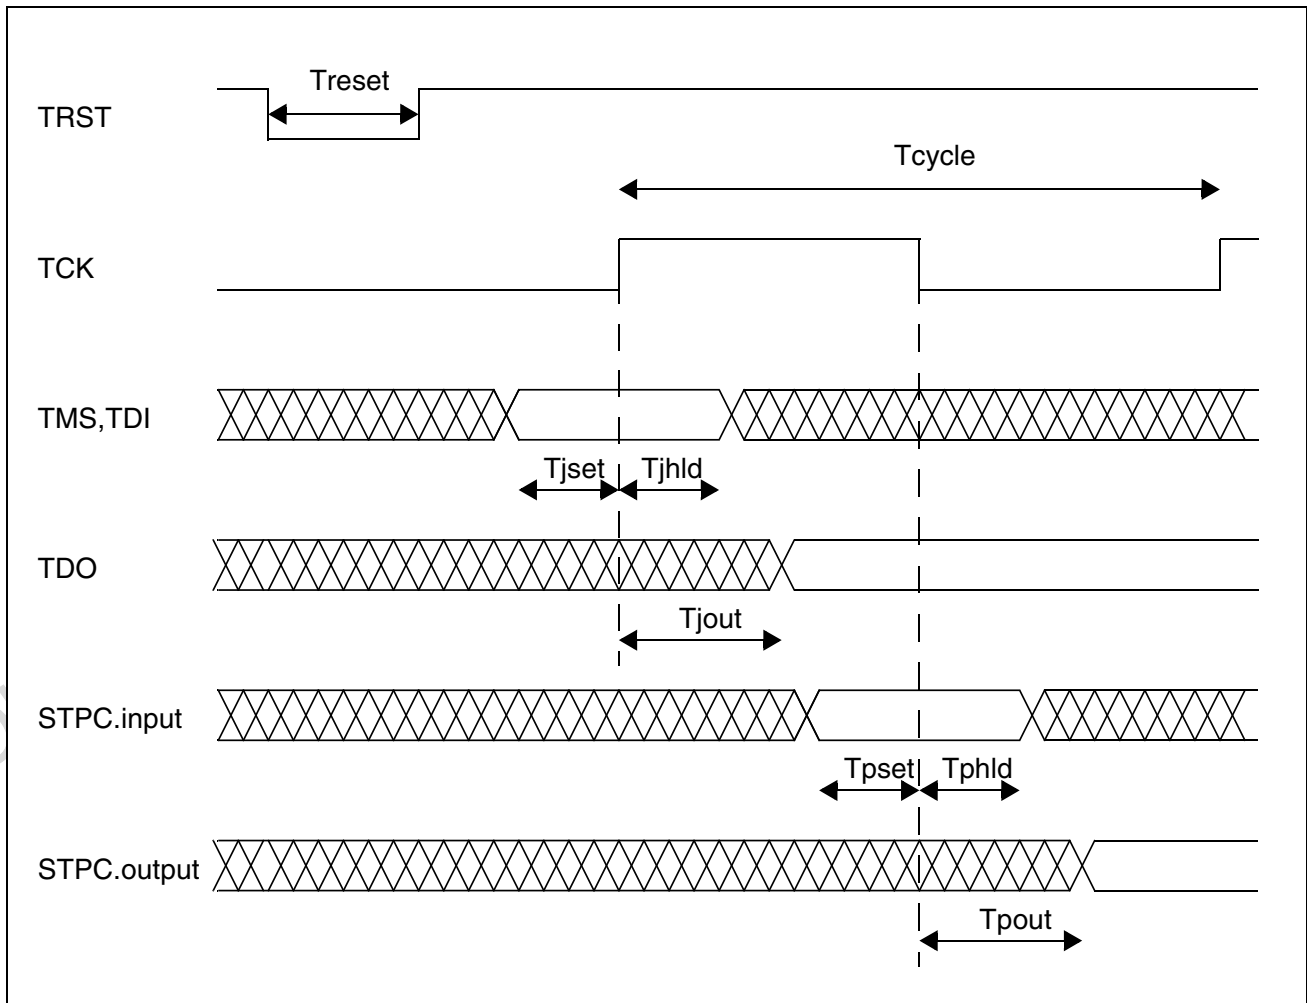 Treset
TRST
Tcycle
TCK
TMS,TDI
Tjset Tjhld
TDO
Tjout
STPC.input
Tpset Tphld
STPC.output
Tpout